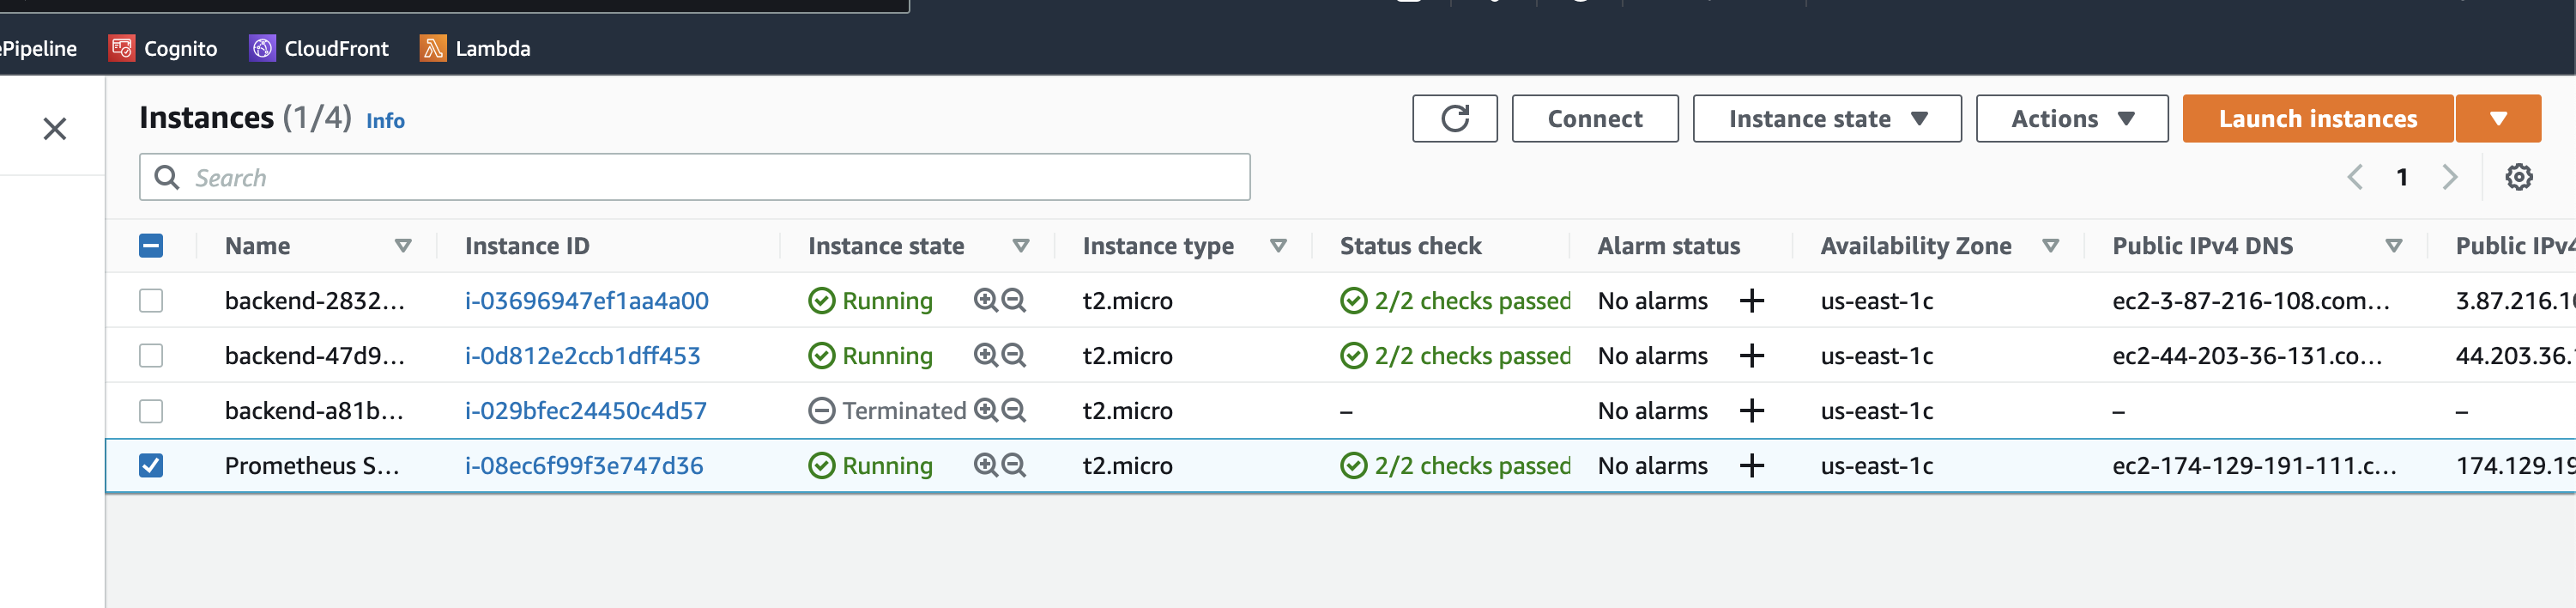 ePipeline Cognito CloudFront Lambda
Instances (1/4) Info Connect Instance state Actions Launch instances
Search 1
Name Instance ID Instance state Instance type Status check Alarm status Availability Zone Public IPv4 DNS Public IPv4
backend-2832... i-03696947ef1aa4a00 Running t2.micro 2/2 checks passed No alarms + us-east-1c ec2-3-87-216-108.com... 3.87.216.10
backend-47d9... i-0d812e2ccb1dff453 Running t2.micro 2/2 checks passed No alarms + us-east-1c ec2-44-203-36-131.co... 44.203.36.
backend-a81b... i-029bfec24450c4d57 Terminated t2.micro – No alarms + us-east-1c – –
Prometheus S... i-08ec6f99f3e747d36 Running t2.micro 2/2 checks passed No alarms + us-east-1c ec2-174-129-191-111.c... 174.129.19